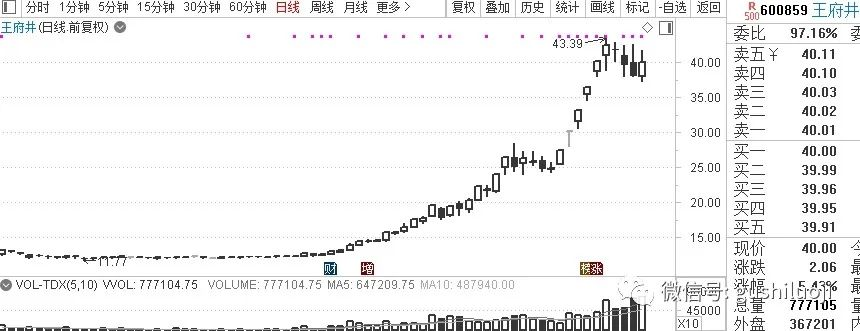 分时 1分钟 5分钟 15分钟 30分钟 60分钟 日线 周线 月线 更多 复权 叠加 历史 统计 画线 标记 -自选 返回
R 500 600859 王府井
王府井(日线.前复权)
43.39
11.77
40.00
35.00
30.00
25.00
20.00
15.00
财 增 涨
委比 97.16% 委
卖五 ¥ 40.11
卖四 40.10
卖三 40.03
卖二 40.02
卖一 40.01
买一 40.00
买二 39.99
买三 39.96
买四 39.95
买五 39.91
现价 40.00 今
涨跌 2.06 最
涨幅 5.43% 最
总量 777105
外盘 367201
VOL-TDX(5,10) VVOL: 777104.75 VOLUME: 777104.75 MA5: 647209.75 MA10: 487940.00
45000
X10
微信号: gushiluoji